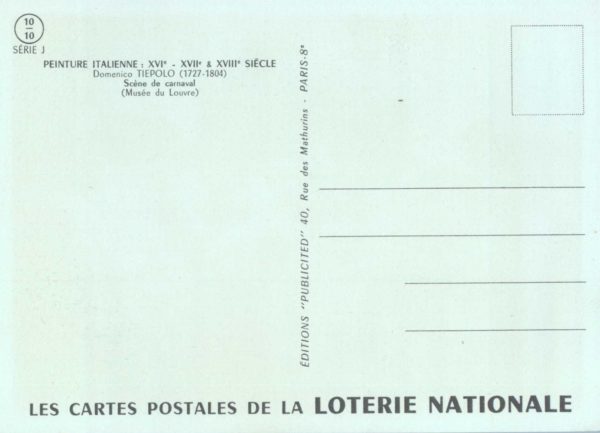 10
10
SÉRIE J
PEINTURE ITALIENNE : XVIᵉ - XVIIᵉ & XVIIIᵉ SIÈCLE
Domenico TIEPOLO (1727-1804)
Scène de carnaval
(Musée du Louvre)
ÉDITIONS "PUBLICITED" 40, Rue des Mathurins - PARIS-8ᵉ
LES CARTES POSTALES DE LA LOTERIE NATIONALE